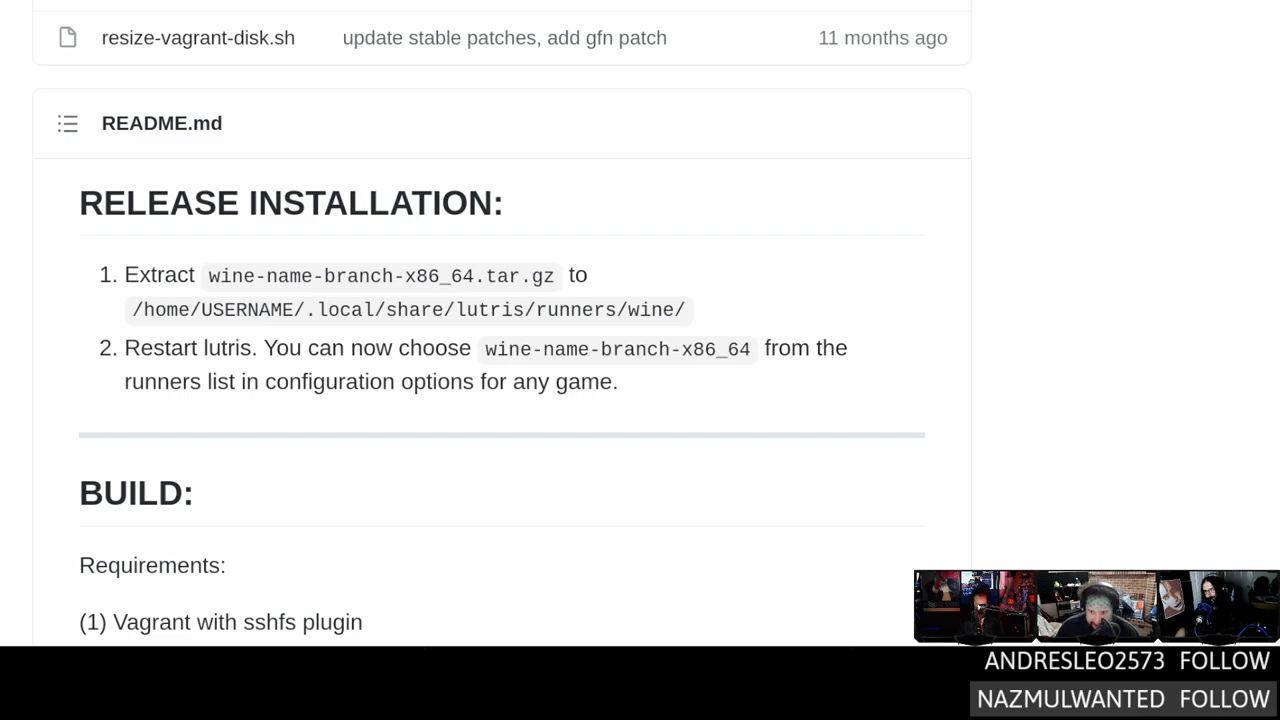 resize-vagrant-disk.sh update stable patches, add gfn patch 11 months ago
README.md
RELEASE INSTALLATION:
1. Extract wine-name-branch-x86_64.tar.gz to
/home/USERNAME/.local/share/lutris/runners/wine/
2. Restart lutris. You can now choose wine-name-branch-x86_64 from the
runners list in configuration options for any game.
BUILD:
Requirements:
(1) Vagrant with sshfs plugin
ANDRESLEO2573 FOLLOW
NAZMULWANTED FOLLOW